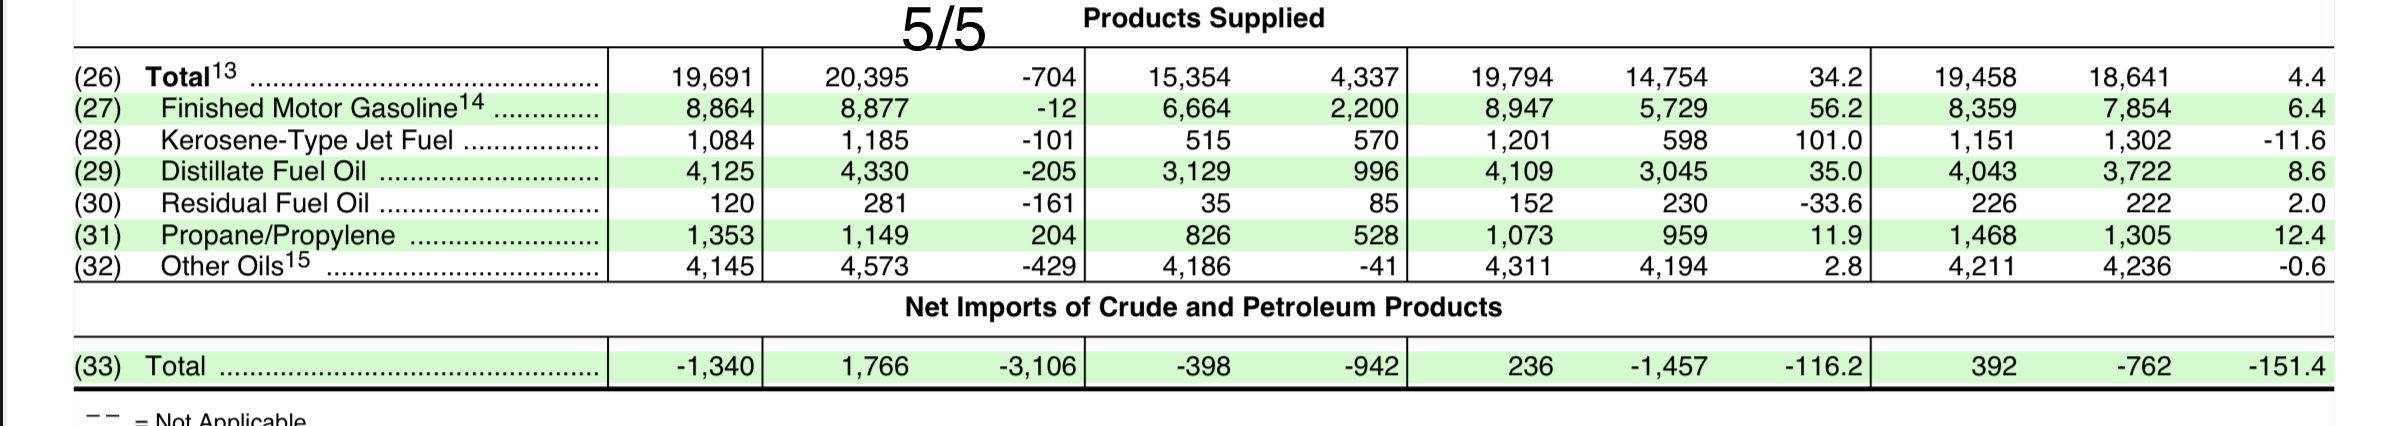 5/5 Products Supplied
(26) Total13 ............................................. 19,691 20,395 -704 15,354 4,337 19,794 14,754 34.2 19,458 18,641 4.4
(27) Finished Motor Gasoline14 .............. 8,864 8,877 -12 6,664 2,200 8,947 5,729 56.2 8,359 7,854 6.4
(28) Kerosene-Type Jet Fuel .................. 1,084 1,185 -101 515 570 1,201 598 101.0 1,151 1,302 -11.6
(29) Distillate Fuel Oil ............................. 4,125 4,330 -205 3,129 996 4,109 3,045 35.0 4,043 3,722 8.6
(30) Residual Fuel Oil ............................. 120 281 -161 35 85 152 230 -33.6 226 222 2.0
(31) Propane/Propylene ......................... 1,353 1,149 204 826 528 1,073 959 11.9 1,468 1,305 12.4
(32) Other Oils15 .................................... 4,145 4,573 -429 4,186 -41 4,311 4,194 2.8 4,211 4,236 -0.6
Net Imports of Crude and Petroleum Products
(33) Total .................................................. -1,340 1,766 -3,106 -398 -942 236 -1,457 -116.2 392 -762 -151.4
– – = Not Applicable